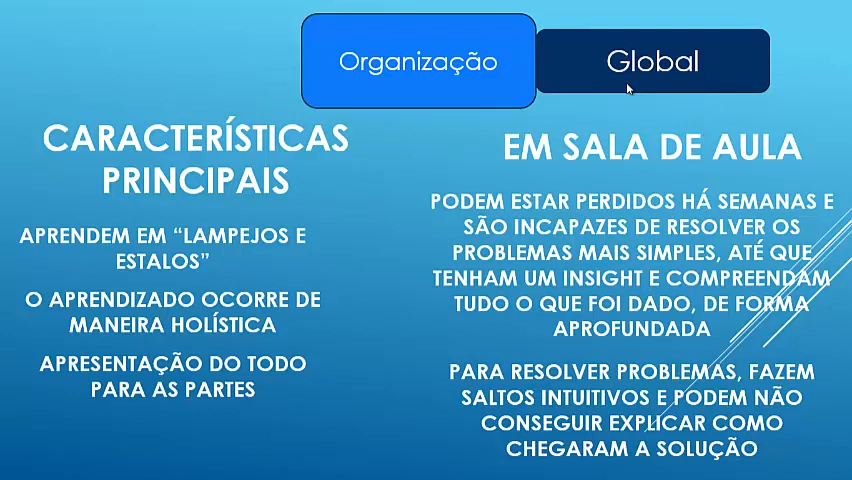 Organização
Global
CARACTERÍSTICAS
PRINCIPAIS
APRENDEM EM “LAMPEJOS E
ESTALOS”
O APRENDIZADO OCORRE DE
MANEIRA HOLÍSTICA
APRESENTAÇÃO DO TODO
PARA AS PARTES
EM SALA DE AULA
PODEM ESTAR PERDIDOS HÁ SEMANAS E
SÃO INCAPAZES DE RESOLVER OS
PROBLEMAS MAIS SIMPLES, ATÉ QUE
TENHAM UM INSIGHT E COMPREENDAM
TUDO O QUE FOI DADO, DE FORMA
APROFUNDADA
PARA RESOLVER PROBLEMAS, FAZEM
SALTOS INTUITIVOS E PODEM NÃO
CONSEGUIR EXPLICAR COMO
CHEGARAM A SOLUÇÃO